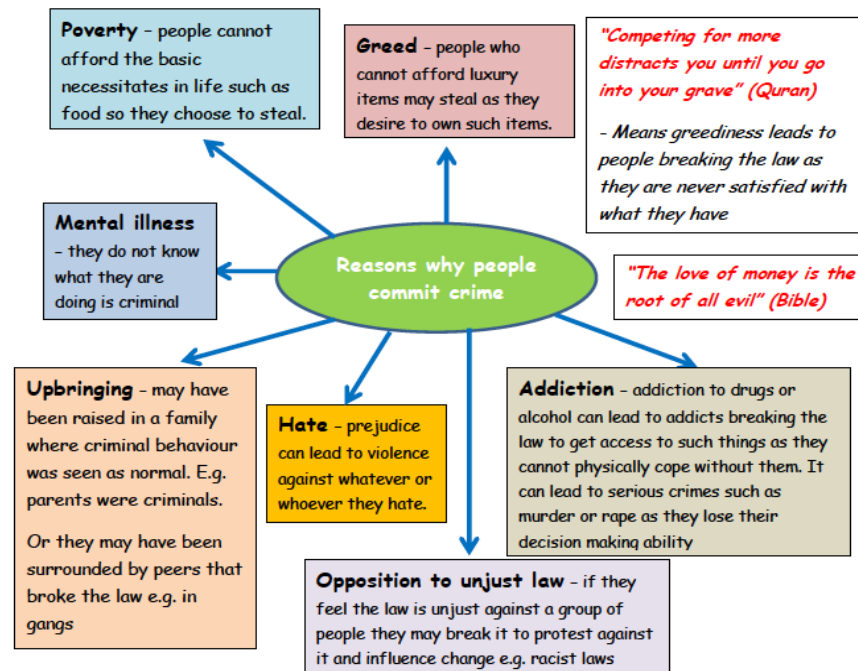 Poverty – people cannot
afford the basic
necessitates in life such as
food so they choose to steal.
Greed – people who
cannot afford luxury
items may steal as they
desire to own such items.
"Competing for more
distracts you until you go
into your grave" (Quran)
- Means greediness leads to
people breaking the law as
they are never satisfied with
what they have
Mental illness
– they do not know
what they are
doing is criminal
Reasons why people
commit crime
"The love of money is the
root of all evil" (Bible)
Upbringing – may have
been raised in a family
where criminal behaviour
was seen as normal. E.g.
parents were criminals.
Or they may have been
surrounded by peers that
broke the law e.g. in
gangs
Hate – prejudice
can lead to violence
against whatever or
whoever they hate.
Addiction – addiction to drugs or
alcohol can lead to addicts breaking the
law to get access to such things as they
cannot physically cope without them. It
can lead to serious crimes such as
murder or rape as they lose their
decision making ability
Opposition to unjust law – if they
feel the law is unjust against a group of
people they may break it to protest against
it and influence change e.g. racist laws